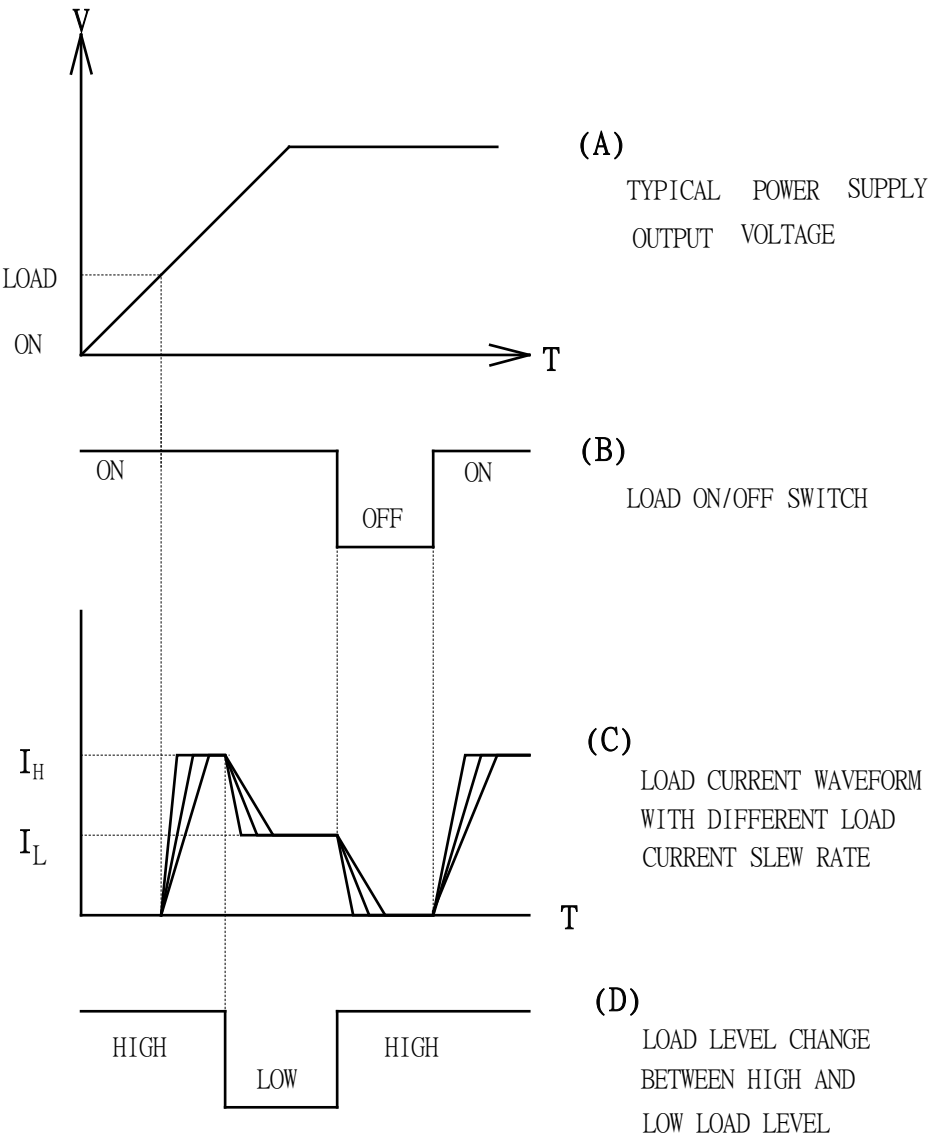 V
(A)
TYPICAL POWER SUPPLY
OUTPUT VOLTAGE
LOAD
ON
T
(B)
ON
ON
LOAD ON/OFF SWITCH
OFF
(C)
I_H
LOAD CURRENT WAVEFORM
WITH DIFFERENT LOAD
I_L
CURRENT SLEW RATE
T
(D)
HIGH
HIGH
LOAD LEVEL CHANGE
LOW
BETWEEN HIGH AND
LOW LOAD LEVEL